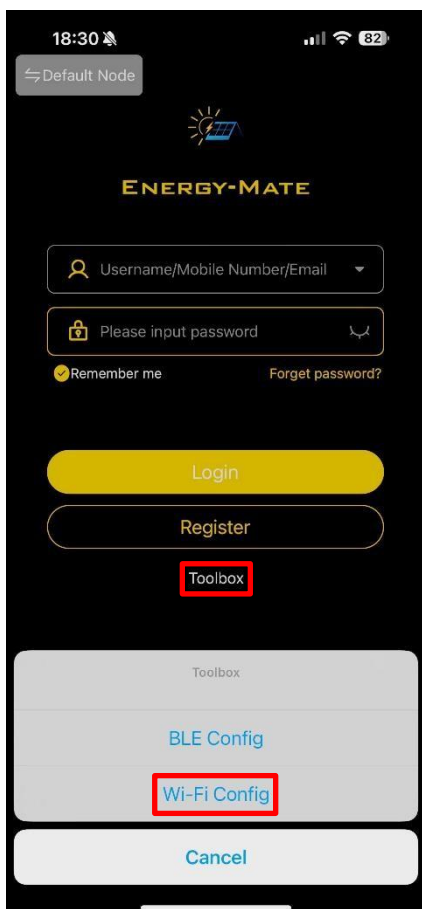 18:30 82
⇋Default Node
ENERGY-MATE
Username/Mobile Number/Email
Please input password
Remember me Forget password?
Login
Register
Toolbox
Toolbox
BLE Config
Wi-Fi Config
Cancel